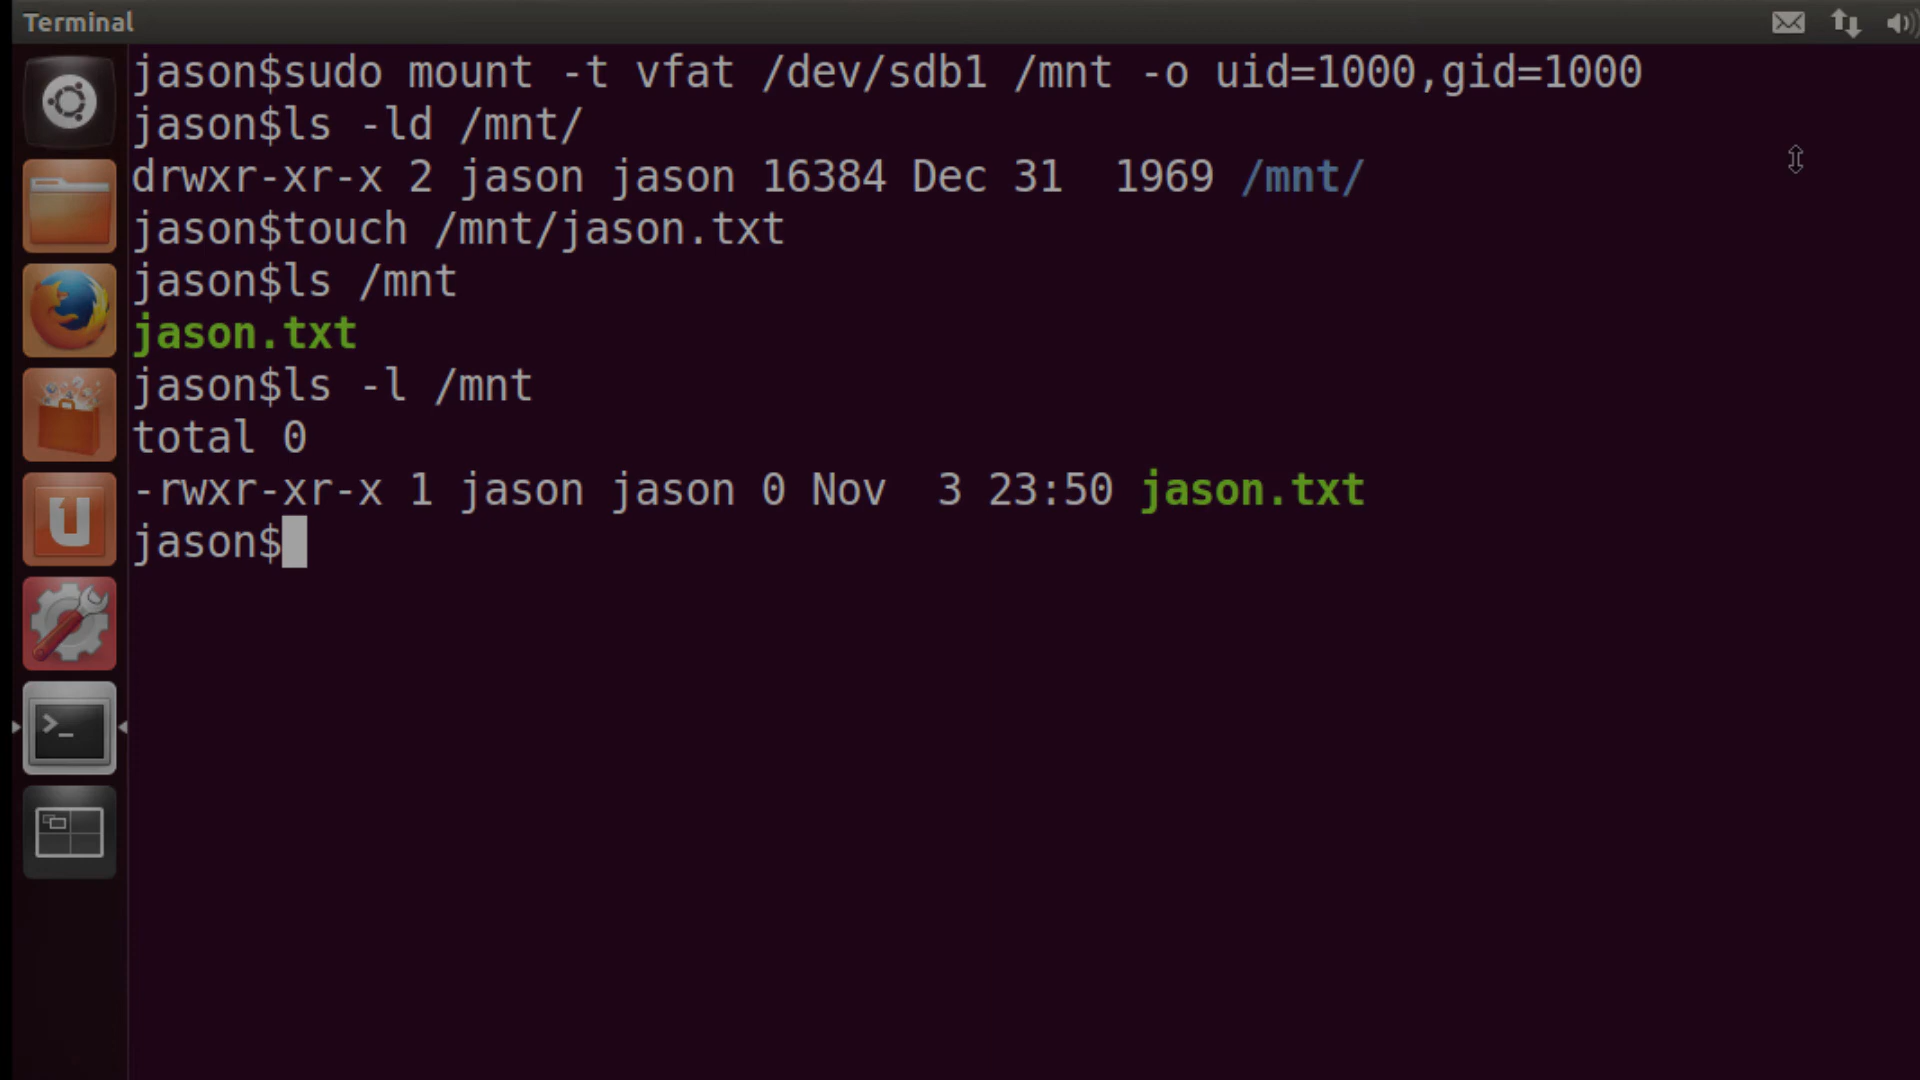 Terminal
jason$sudo mount -t vfat /dev/sdb1 /mnt -o uid=1000,gid=1000
jason$ls -ld /mnt/
drwxr-xr-x 2 jason jason 16384 Dec 31  1969 /mnt/
jason$touch /mnt/jason.txt
jason$ls /mnt
jason.txt
jason$ls -l /mnt
total 0
-rwxr-xr-x 1 jason jason 0 Nov  3 23:50 jason.txt
jason$